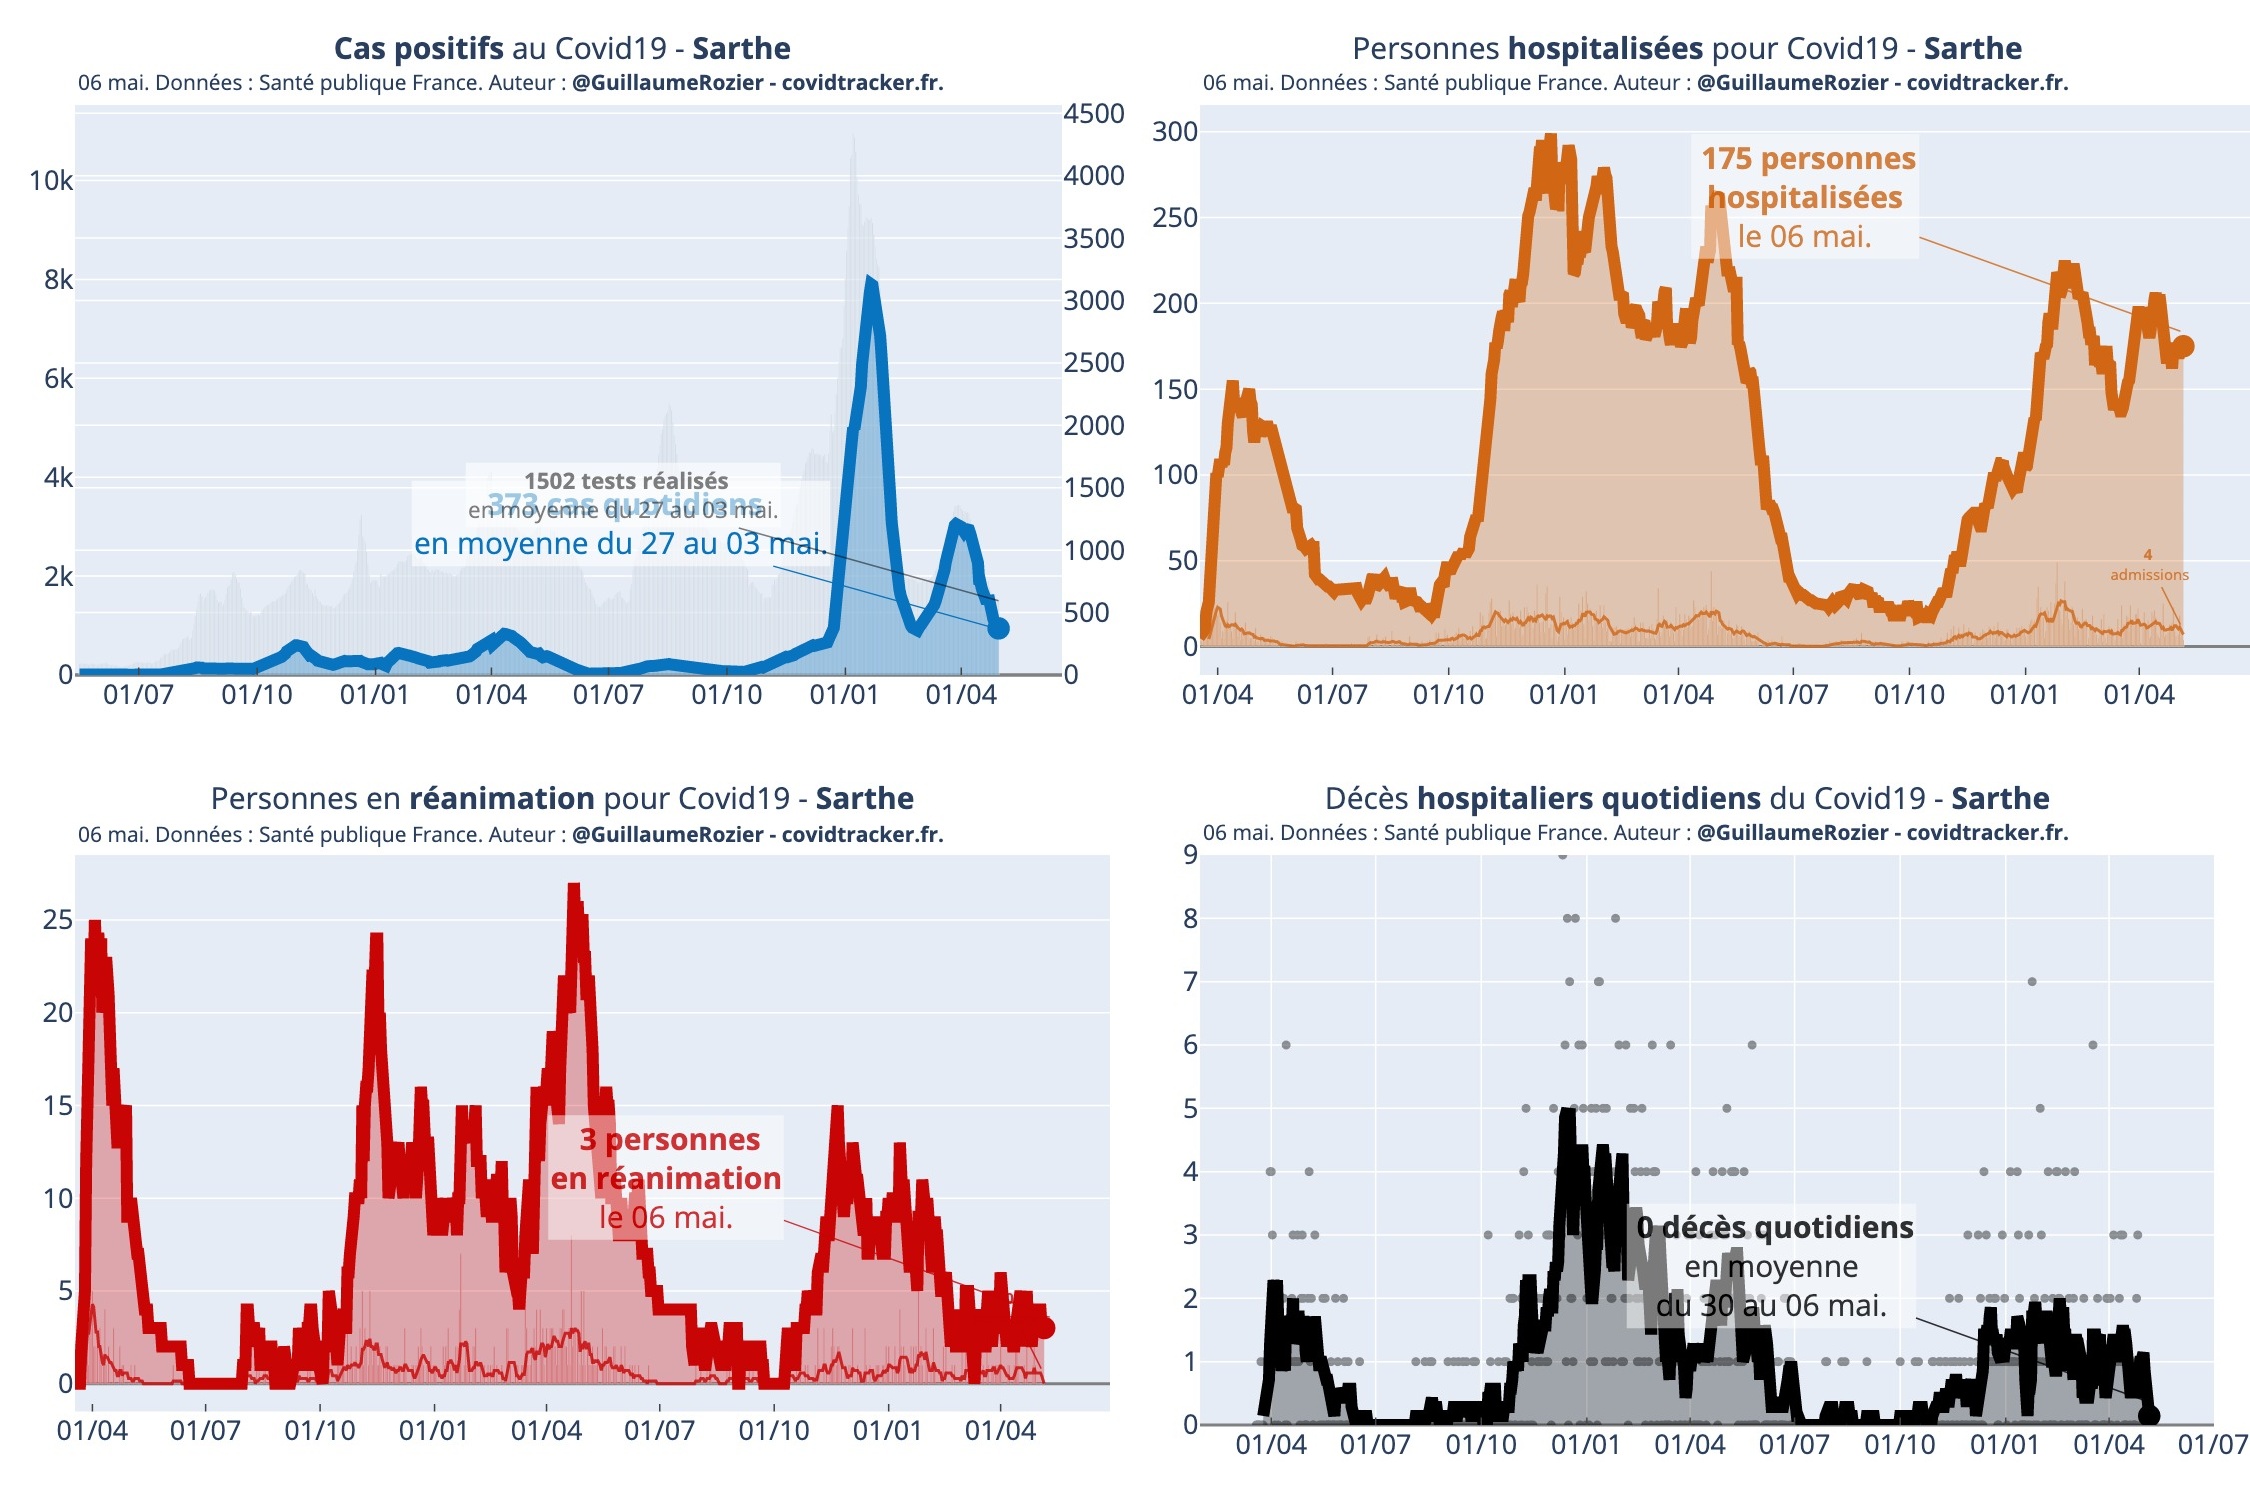 Cas positifs au Covid19 - Sarthe
06 mai. Données : Santé publique France. Auteur : @GuillaumeRozier - covidtracker.fr.
10k
8k
6k
4k
2k
0
4500
4000
3500
3000
2500
2000
1500
1000
500
0
1502 tests réalisés
en moyenne du 27 au 03 mai.
373 cas quotidiens
en moyenne du 27 au 03 mai.
01/07 01/10 01/01 01/04 01/07 01/10 01/01 01/04
Personnes hospitalisées pour Covid19 - Sarthe
06 mai. Données : Santé publique France. Auteur : @GuillaumeRozier - covidtracker.fr.
300
250
200
150
100
50
0
175 personnes
hospitalisées
le 06 mai.
4
admissions
01/04 01/07 01/10 01/01 01/04 01/07 01/10 01/01 01/04
Personnes en réanimation pour Covid19 - Sarthe
06 mai. Données : Santé publique France. Auteur : @GuillaumeRozier - covidtracker.fr.
25
20
15
10
5
0
3 personnes
en réanimation
le 06 mai.
01/04 01/07 01/10 01/01 01/04 01/07 01/10 01/01 01/04
Décès hospitaliers quotidiens du Covid19 - Sarthe
06 mai. Données : Santé publique France. Auteur : @GuillaumeRozier - covidtracker.fr.
9
8
7
6
5
4
3
2
1
0
0 décès quotidiens
en moyenne
du 30 au 06 mai.
01/04 01/07 01/10 01/01 01/04 01/07 01/10 01/01 01/04 01/07